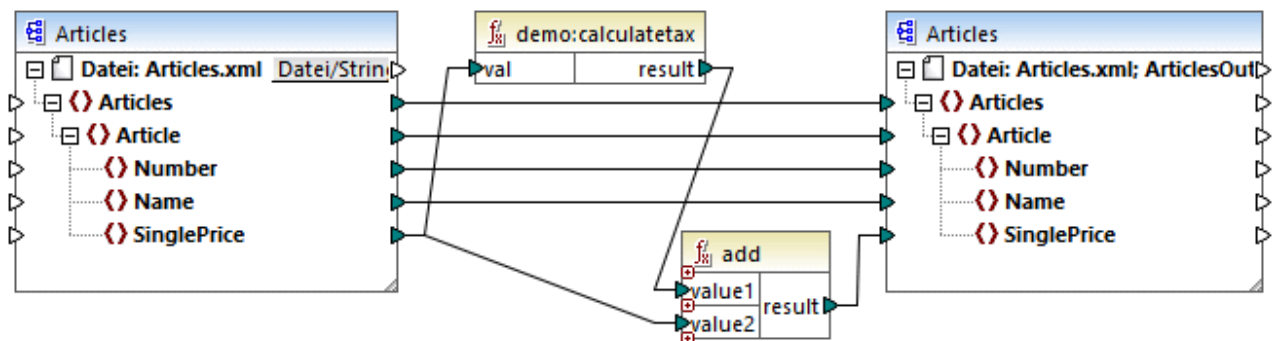 Articles
Datei: Articles.xml Datei/String
Articles
Article
Number
Name
SinglePrice
demo:calculatetax
val result
add
value1
result
value2
Articles
Datei: Articles.xml; ArticlesOut
Articles
Article
Number
Name
SinglePrice